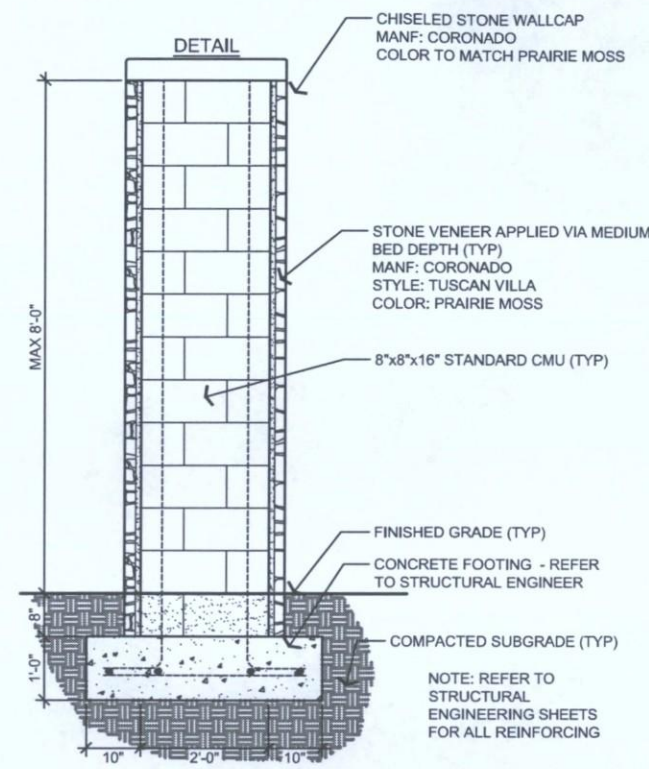 DETAIL
CHISELED STONE WALLCAP
MANF: CORONADO
COLOR TO MATCH PRAIRIE MOSS
STONE VENEER APPLIED VIA MEDIUM
BED DEPTH (TYP)
MANF: CORONADO
STYLE: TUSCAN VILLA
COLOR: PRAIRIE MOSS
MAX 8'-0"
8"x8"x16" STANDARD CMU (TYP)
FINISHED GRADE (TYP)
CONCRETE FOOTING - REFER
TO STRUCTURAL ENGINEER
8"
COMPACTED SUBGRADE (TYP)
1'-0"
NOTE: REFER TO
STRUCTURAL
ENGINEERING SHEETS
FOR ALL REINFORCING
10"
2'-0"
10"